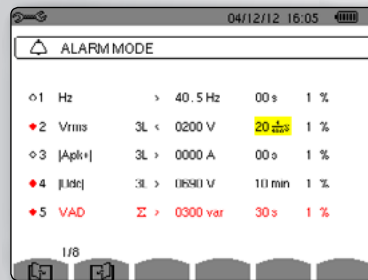 04/12/12 16:05
ALARM MODE
1 Hz > 40.5 Hz 00 s 1 %
2 Vrms 3L < 0200 V 20 1 %
3 |Apk+| 3L > 0000 A 00 s 1 %
4 |Udc| 3L > 0690 V 10 min 1 %
5 VAD Σ > 0300 var 30 s 1 %
1/8